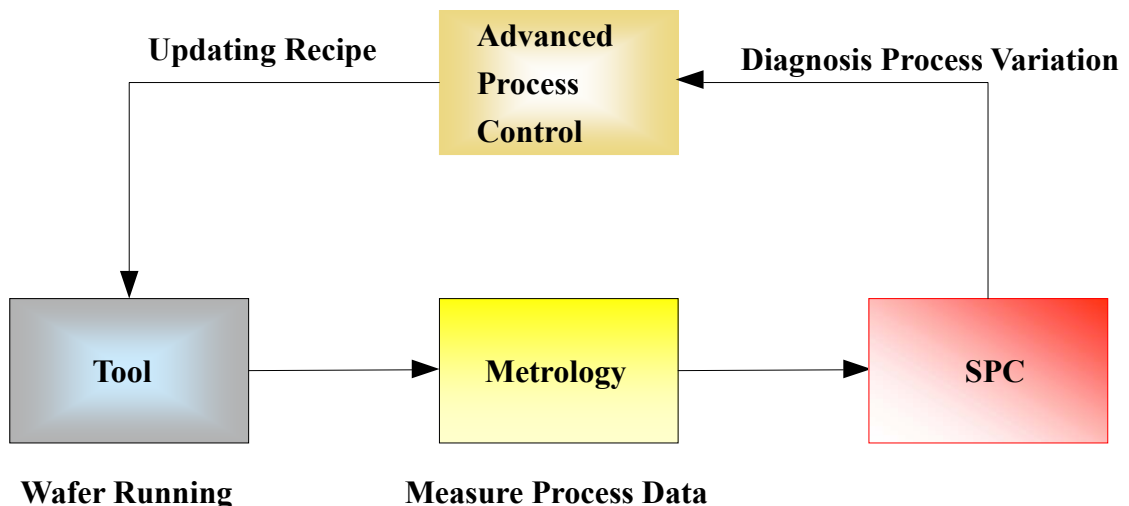 Updating Recipe
Advanced
Process
Control
Diagnosis Process Variation
Tool
Metrology
SPC
Wafer Running
Measure Process Data